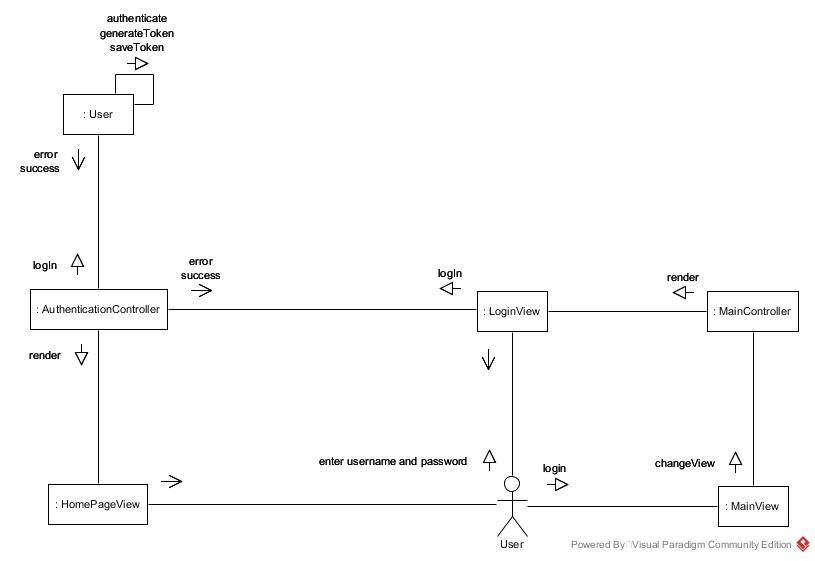 authenticate
generateToken
saveToken
: User
error
success
logIn
error
success
logIn
render
: AuthenticationController
: LoginView
: MainController
render
enter username and password
login
changeView
: HomePageView
: MainView
User
Powered By Visual Paradigm Community Edition